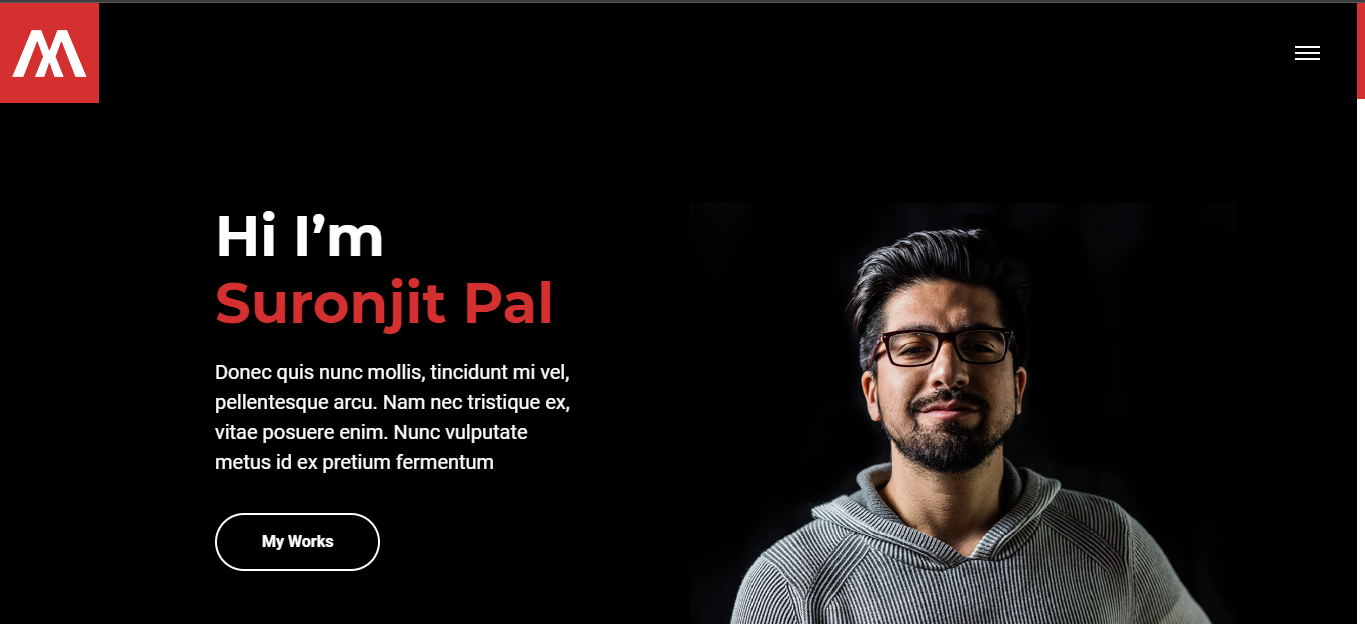 Hi I’m
Suronjit Pal
Donec quis nunc mollis, tincidunt mi vel,
pellentesque arcu. Nam nec tristique ex,
vitae posuere enim. Nunc vulputate
metus id ex pretium fermentum
My Works